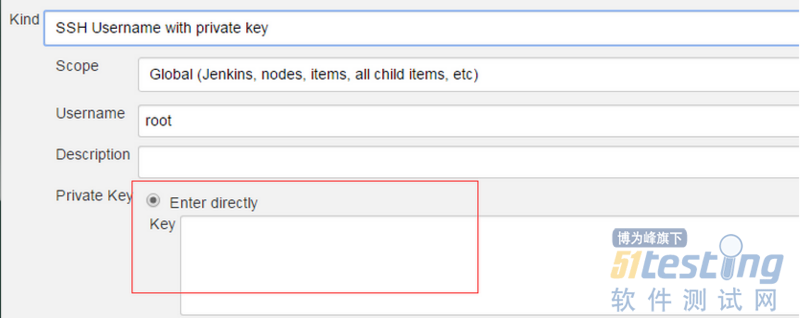 Kind SSH Username with private key
Scope Global (Jenkins, nodes, items, all child items, etc)
Username root
Description
Private Key Enter directly
Key
博为峰旗下
51testing
软件测试网